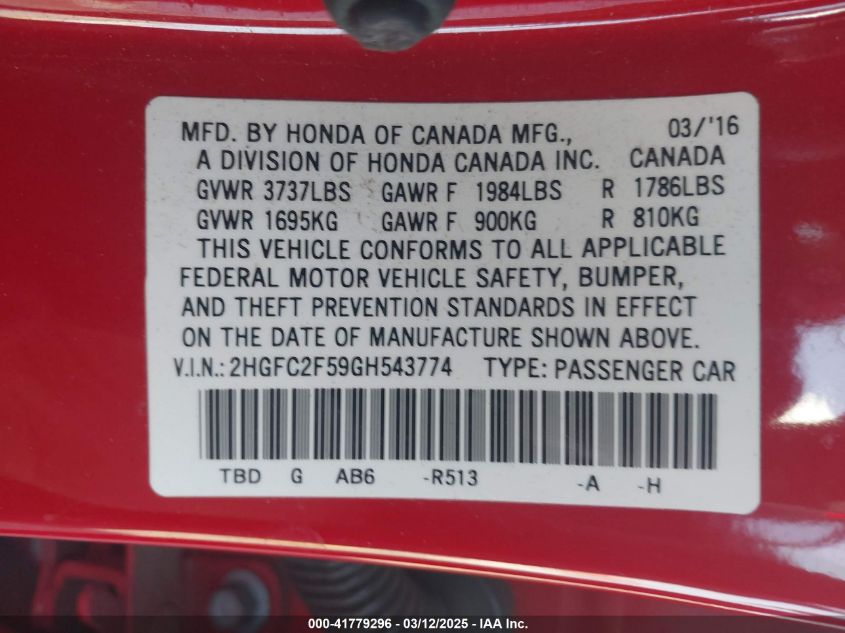 MFD. BY HONDA OF CANADA MFG., 03/'16
A DIVISION OF HONDA CANADA INC. CANADA
GVWR 3737LBS GAWR F 1984LBS R 1786LBS
GVWR 1695KG GAWR F 900KG R 810KG
THIS VEHICLE CONFORMS TO ALL APPLICABLE
FEDERAL MOTOR VEHICLE SAFETY, BUMPER,
AND THEFT PREVENTION STANDARDS IN EFFECT
ON THE DATE OF MANUFACTURE SHOWN ABOVE.
V.I.N.: 2HGFC2F59GH543774 TYPE: PASSENGER CAR
TBD G AB6 -R513 -A -H
000-41779296 - 03/12/2025 - IAA Inc.